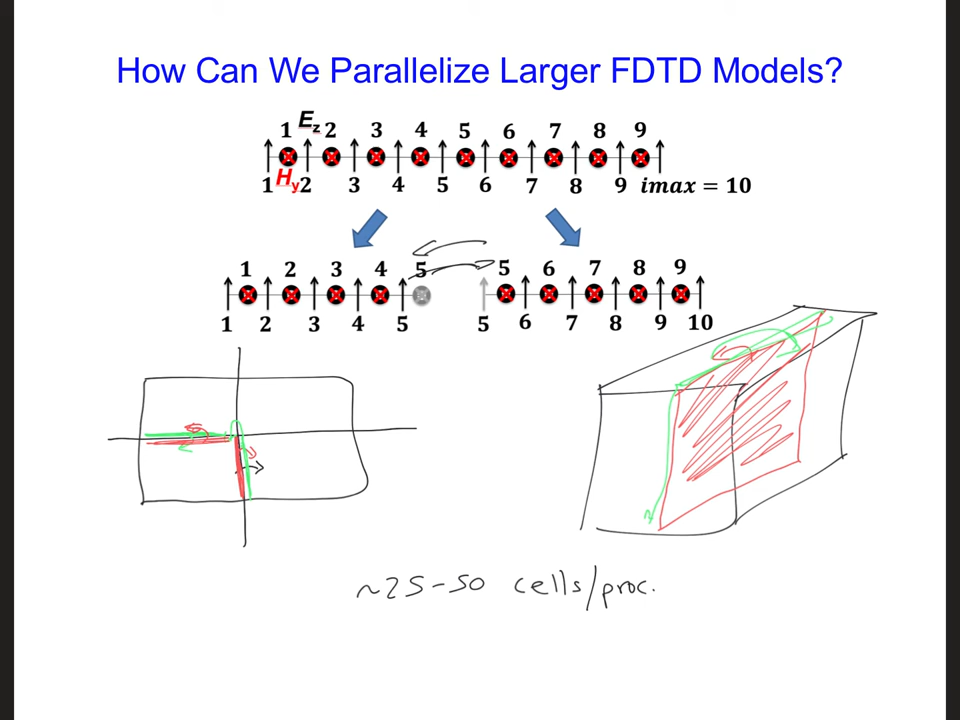 How Can We Parallelize Larger FDTD Models?
1 Ez 2 3 4 5 6 7 8 9
1 Hy 2 3 4 5 6 7 8 9 imax = 10
1 2 3 4 5 5 6 7 8 9
1 2 3 4 5 5 6 7 8 9 10
~25-50 cells/proc.